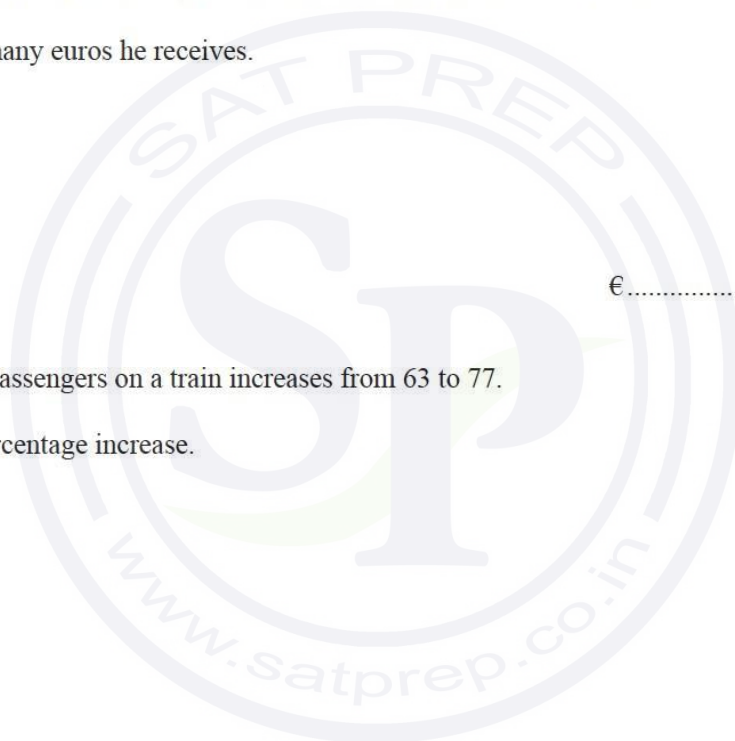 any euros he receives.
SAT PREP
€...............
SP
assengers on a train increases from 63 to 77.
centage increase.
www.satprep.co.in